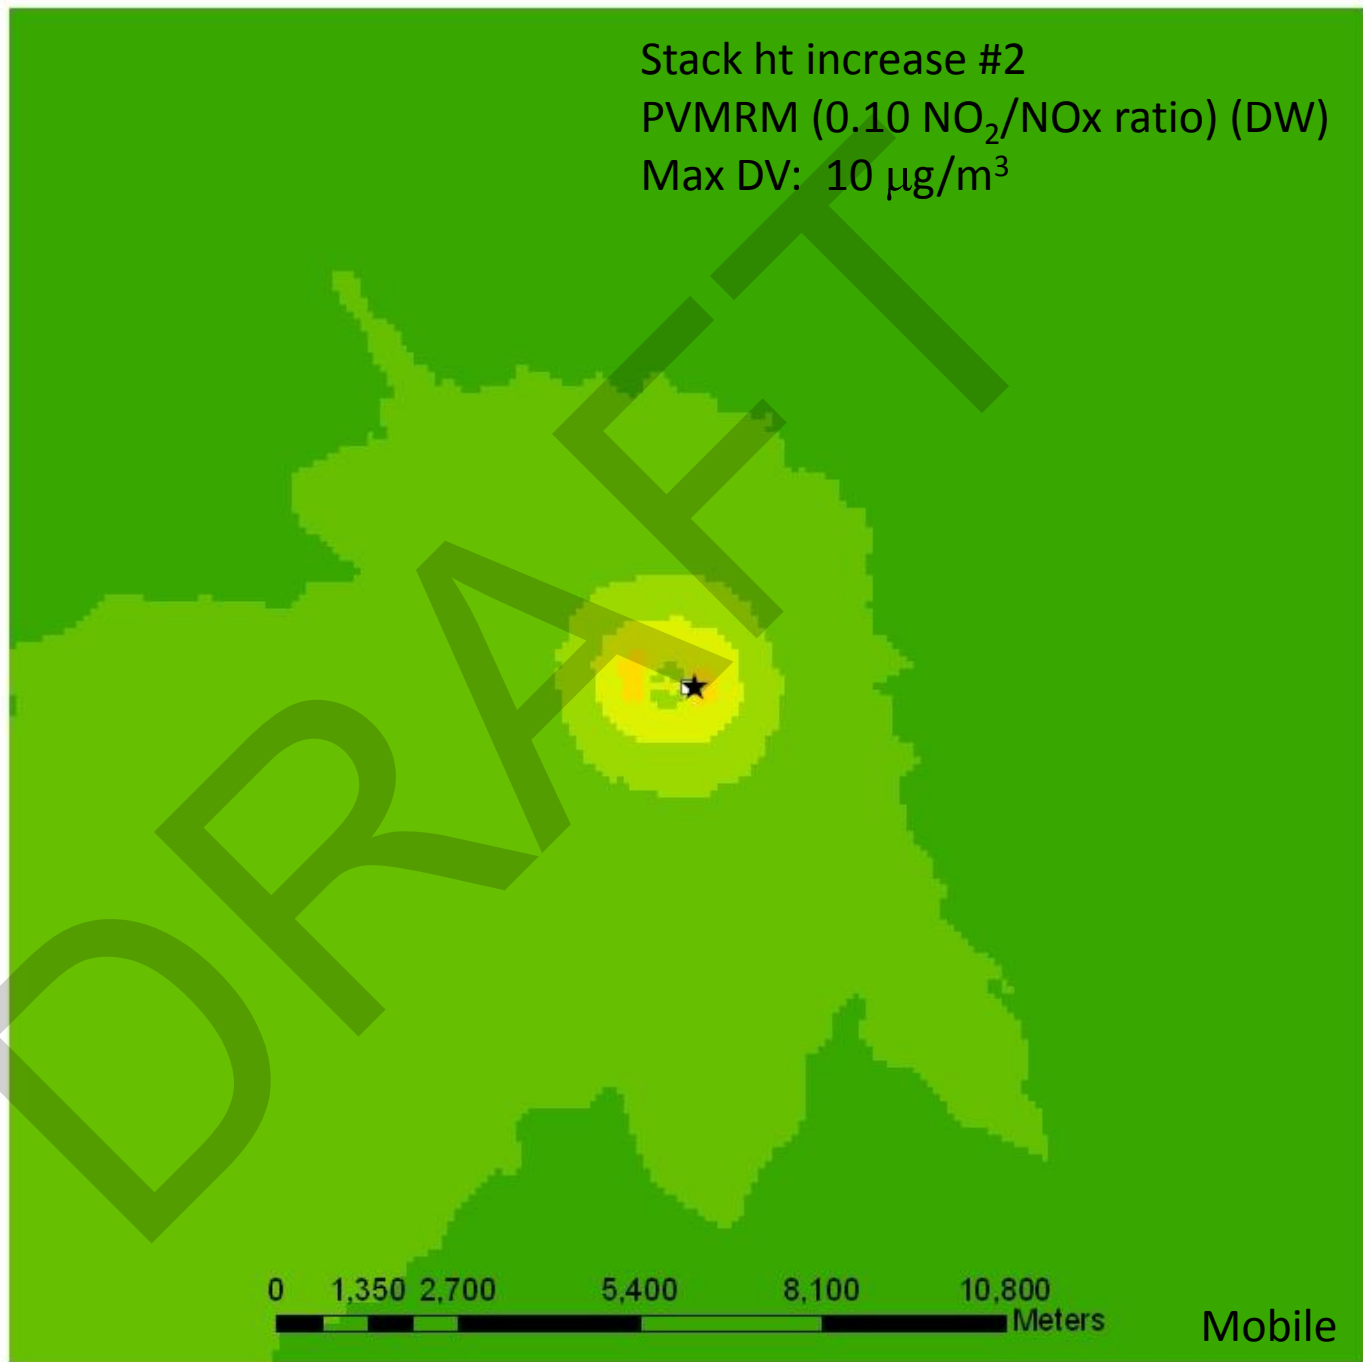 Stack ht increase #2
PVMRM (0.10 NO₂/NOx ratio) (DW)
Max DV: 10 μg/m³
DRAFT
0 1,350 2,700 5,400 8,100 10,800
Meters
Mobile